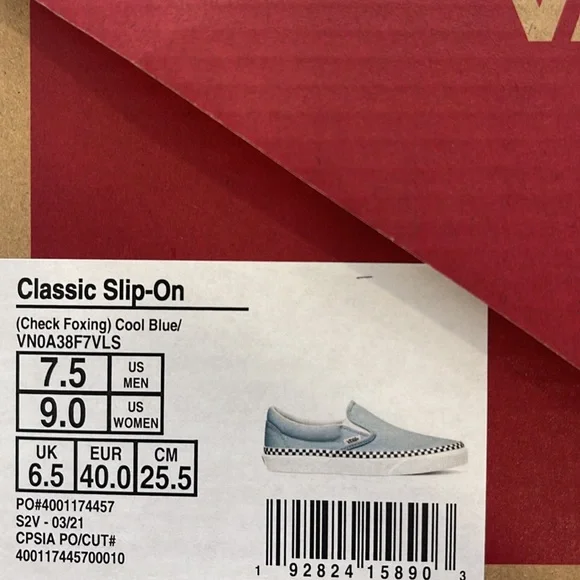 VA
Classic Slip-On
(Check Foxing) Cool Blue/
VN0A38F7VLS
7.5 US MEN
9.0 US WOMEN
UK EUR CM
6.5 40.0 25.5
PO#4001174457
S2V - 03/21
CPSIA PO/CUT#
400117445700010
VANS
1 92824 15890 3